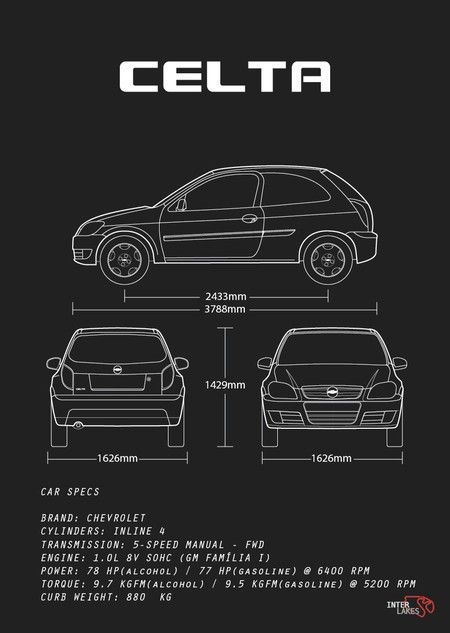 CELTA
2433mm
3788mm
CELTA
1429mm
1626mm
1626mm
CAR SPECS
BRAND: CHEVROLET
CYLINDERS: INLINE 4
TRANSMISSION: 5-SPEED MANUAL - FWD
ENGINE: 1.0L 8V SOHC (GM FAMÍLIA I)
POWER: 78 HP(ALCOHOL) / 77 HP(GASOLINE) @ 6400 RPM
TORQUE: 9.7 KGFM(ALCOHOL) / 9.5 KGFM(GASOLINE) @ 5200 RPM
CURB WEIGHT: 880 KG
INTER
LAKES